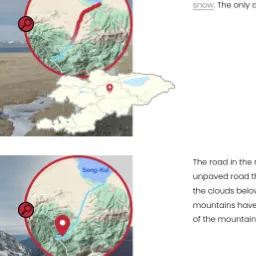 snow. The only
The road in the
unpaved road
the clouds below
Song-Kul
mountains have
of the mountain